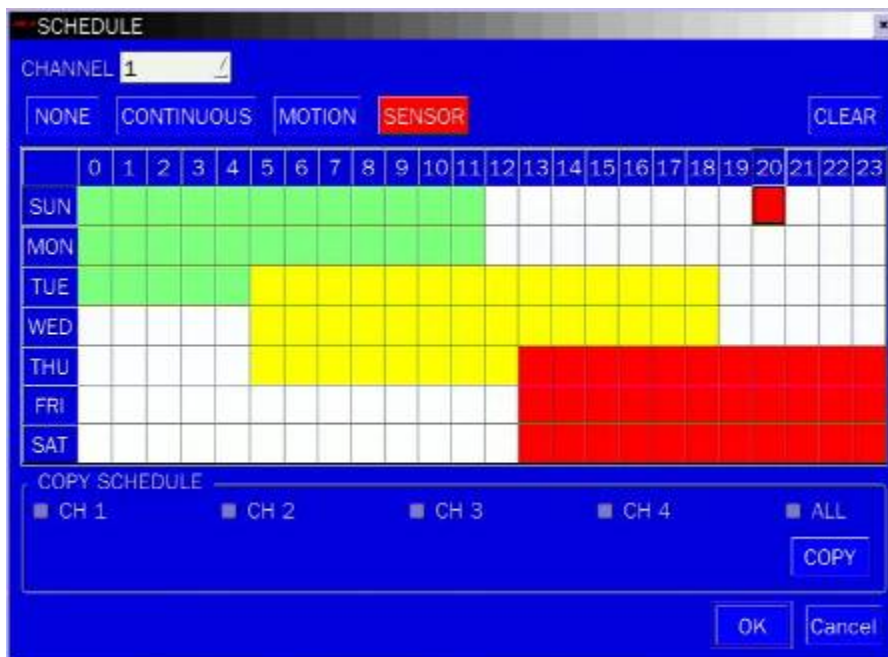 SCHEDULE
CHANNEL 1
NONE CONTINUOUS MOTION SENSOR CLEAR
0 1 2 3 4 5 6 7 8 9 10 11 12 13 14 15 16 17 18 19 20 21 22 23
SUN
MON
TUE
WED
THU
FRI
SAT
COPY SCHEDULE
CH 1 CH 2 CH 3 CH 4 ALL
COPY
OK Cancel